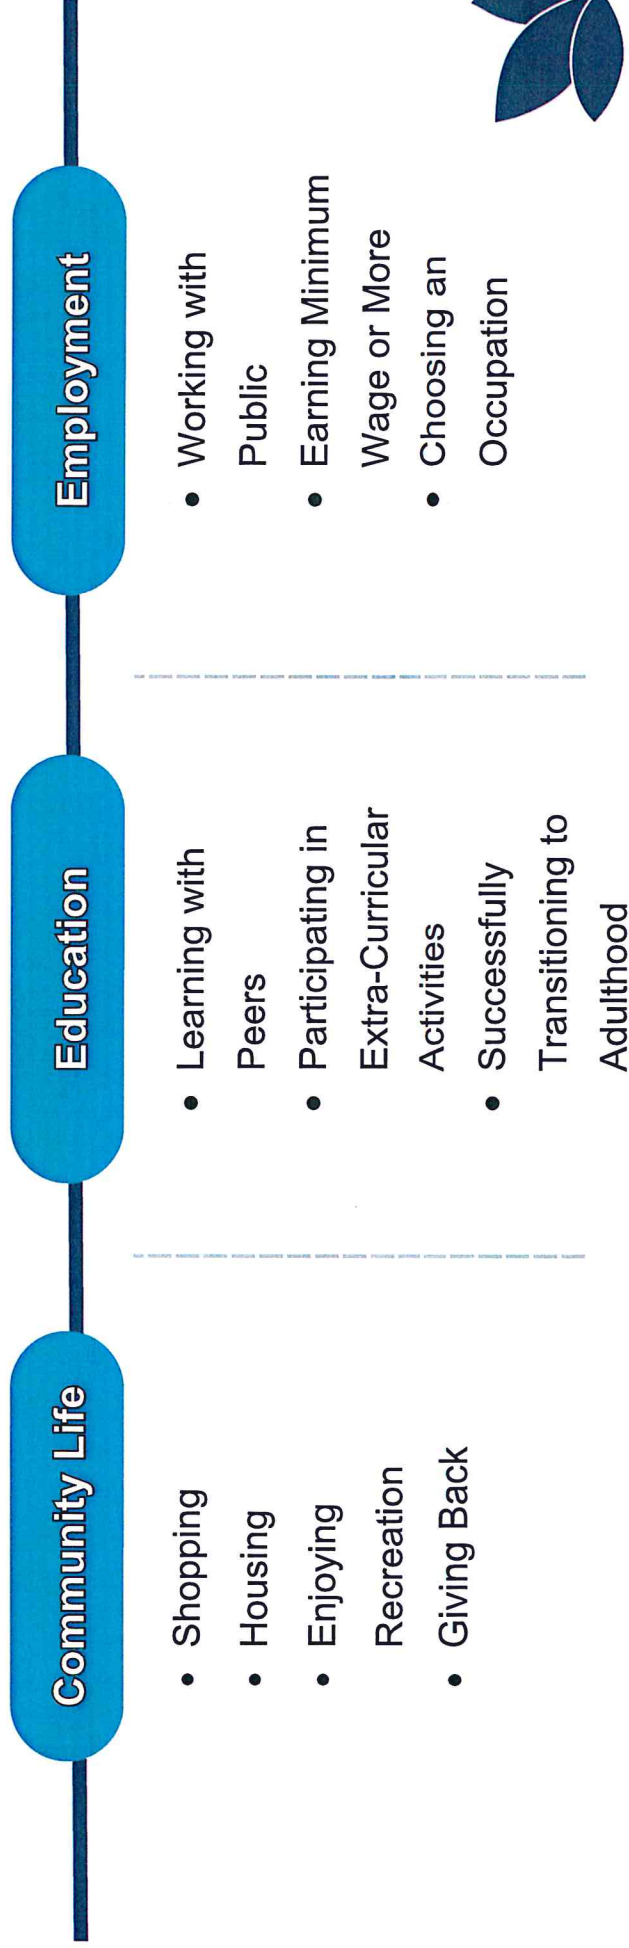 Community Life
• Shopping
• Housing
• Enjoying
Recreation
• Giving Back
Education
• Learning with
Peers
• Participating in
Extra-Curricular
Activities
• Successfully
Transitioning to
Adulthood
Employment
• Working with
Public
• Earning Minimum
Wage or More
• Choosing an
Occupation